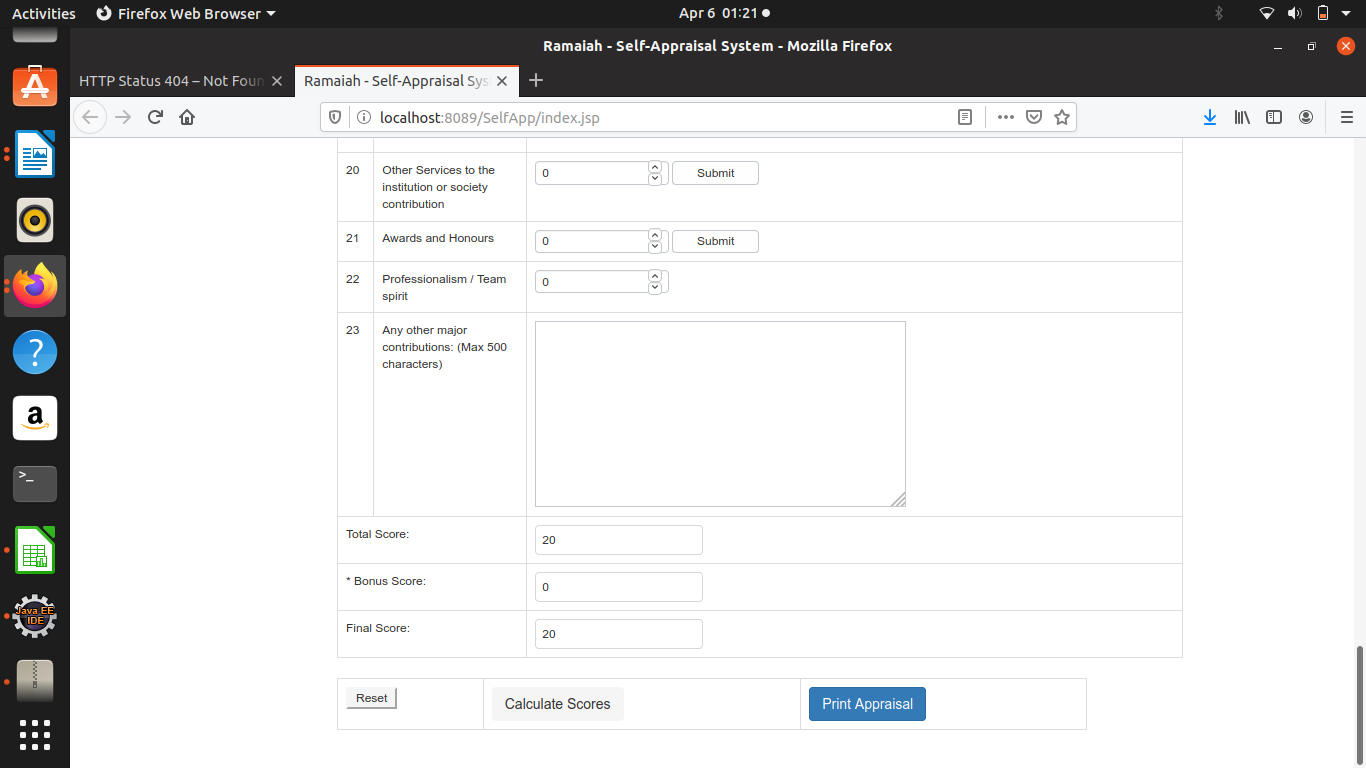 Activities
Firefox Web Browser
Apr 6 01:21
Ramaiah - Self-Appraisal System - Mozilla Firefox
HTTP Status 404 – Not Foun
Ramaiah - Self-Appraisal Sys
localhost:8089/SelfApp/index.jsp
20
Other Services to the
institution or society
contribution
0
Submit
21
Awards and Honours
0
Submit
22
Professionalism / Team
spirit
0
23
Any other major
contributions: (Max 500
characters)
Total Score:
20
* Bonus Score:
0
Final Score:
20
Reset
Calculate Scores
Print Appraisal
?
a
>_
Java EE
IDE